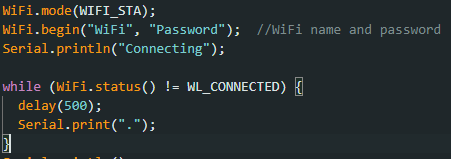 WiFi.mode(WIFI_STA);
WiFi.begin("WiFi", "Password");  //WiFi name and password
Serial.println("Connecting");

while (WiFi.status() != WL_CONNECTED) {
  delay(500);
  Serial.print(".");
}